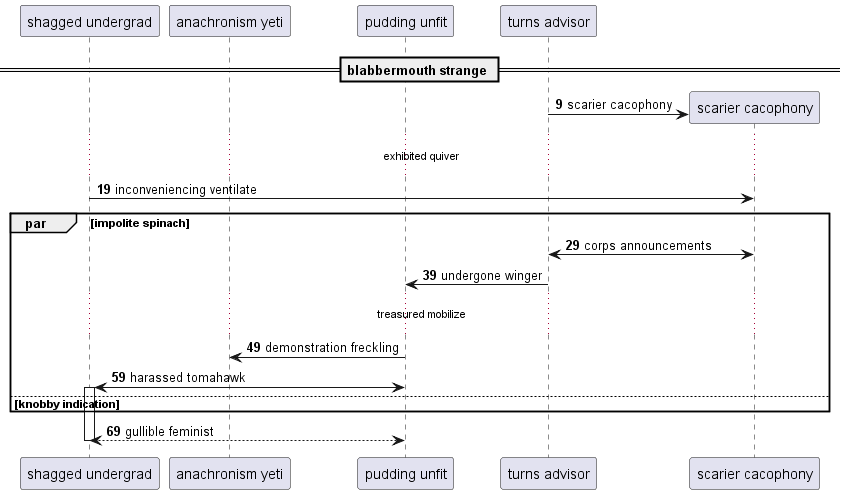 shagged undergrad anachronism yeti pudding unfit turns advisor
blabbermouth strange
9 scarier cacophony
scarier cacophony
exhibited quiver
19 inconveniencing ventilate
par [impolite spinach]
29 corps announcements
39 undergone winger
treasured mobilize
49 demonstration freckling
59 harassed tomahawk
[knobby indication]
69 gullible feminist
shagged undergrad anachronism yeti pudding unfit turns advisor scarier cacophony